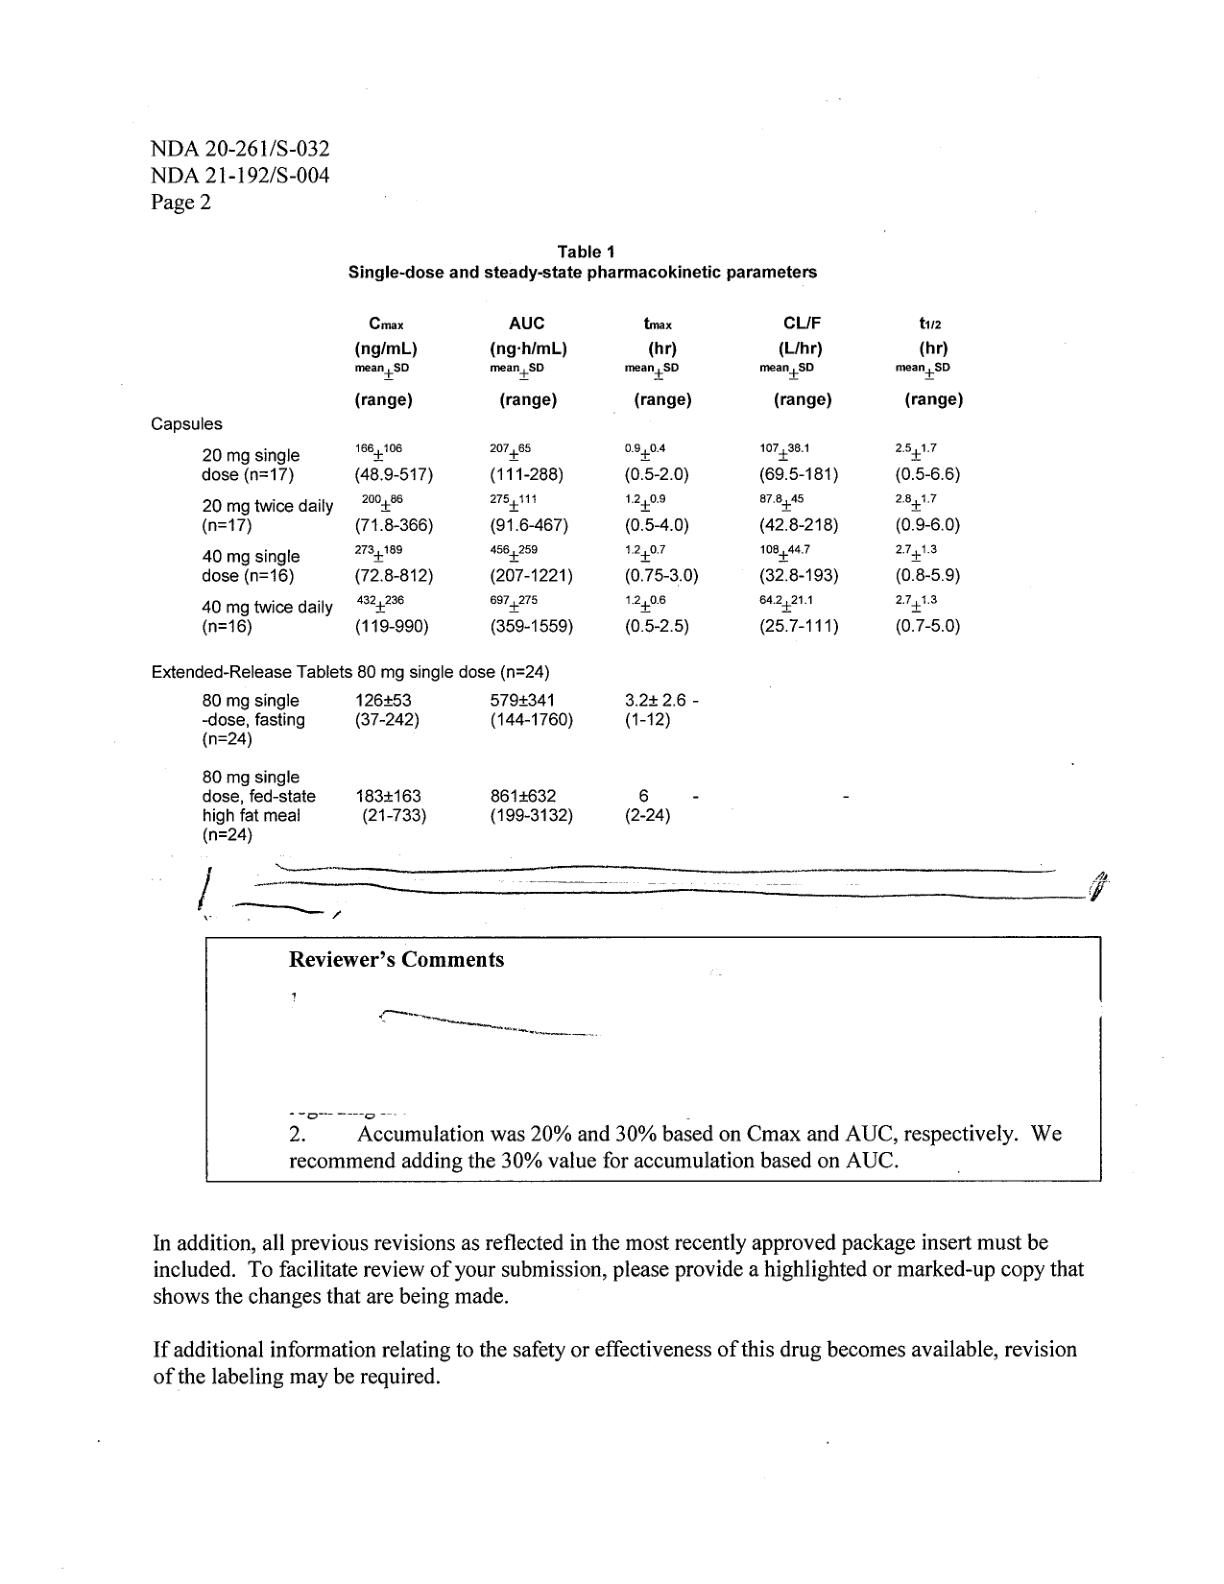 NDA 20-261/S-032
NDA 21-192/S-004
Page 2
Table 1
Single-dose and steady-state pharmacokinetic parameters
Cmax AUC tmax CL/F t1/2
(ng/mL) (ng·h/mL) (hr) (L/hr) (hr)
mean±SD mean±SD mean±SD mean±SD mean±SD
(range) (range) (range) (range) (range)
Capsules
20 mg single 166±106 207±65 0.9±0.4 107±38.1 2.5±1.7
dose (n=17) (48.9-517) (111-288) (0.5-2.0) (69.5-181) (0.5-6.6)
20 mg twice daily 200±86 275±111 1.2±0.9 87.8±45 2.8±1.7
(n=17) (71.8-366) (91.6-467) (0.5-4.0) (42.8-218) (0.9-6.0)
40 mg single 273±189 456±259 1.2±0.7 108±44.7 2.7±1.3
dose (n=16) (72.8-812) (207-1221) (0.75-3.0) (32.8-193) (0.8-5.9)
40 mg twice daily 432±236 697±275 1.2±0.6 64.2±21.1 2.7±1.3
(n=16) (119-990) (359-1559) (0.5-2.5) (25.7-111) (0.7-5.0)
Extended-Release Tablets 80 mg single dose (n=24)
80 mg single 126±53 579±341 3.2± 2.6 -
-dose, fasting (37-242) (144-1760) (1-12)
(n=24)
80 mg single
dose, fed-state 183±163 861±632 6 - -
high fat meal (21-733) (199-3132) (2-24)
(n=24)
Reviewer's Comments
2. Accumulation was 20% and 30% based on Cmax and AUC, respectively. We
recommend adding the 30% value for accumulation based on AUC.
In addition, all previous revisions as reflected in the most recently approved package insert must be
included. To facilitate review of your submission, please provide a highlighted or marked-up copy that
shows the changes that are being made.
If additional information relating to the safety or effectiveness of this drug becomes available, revision
of the labeling may be required.